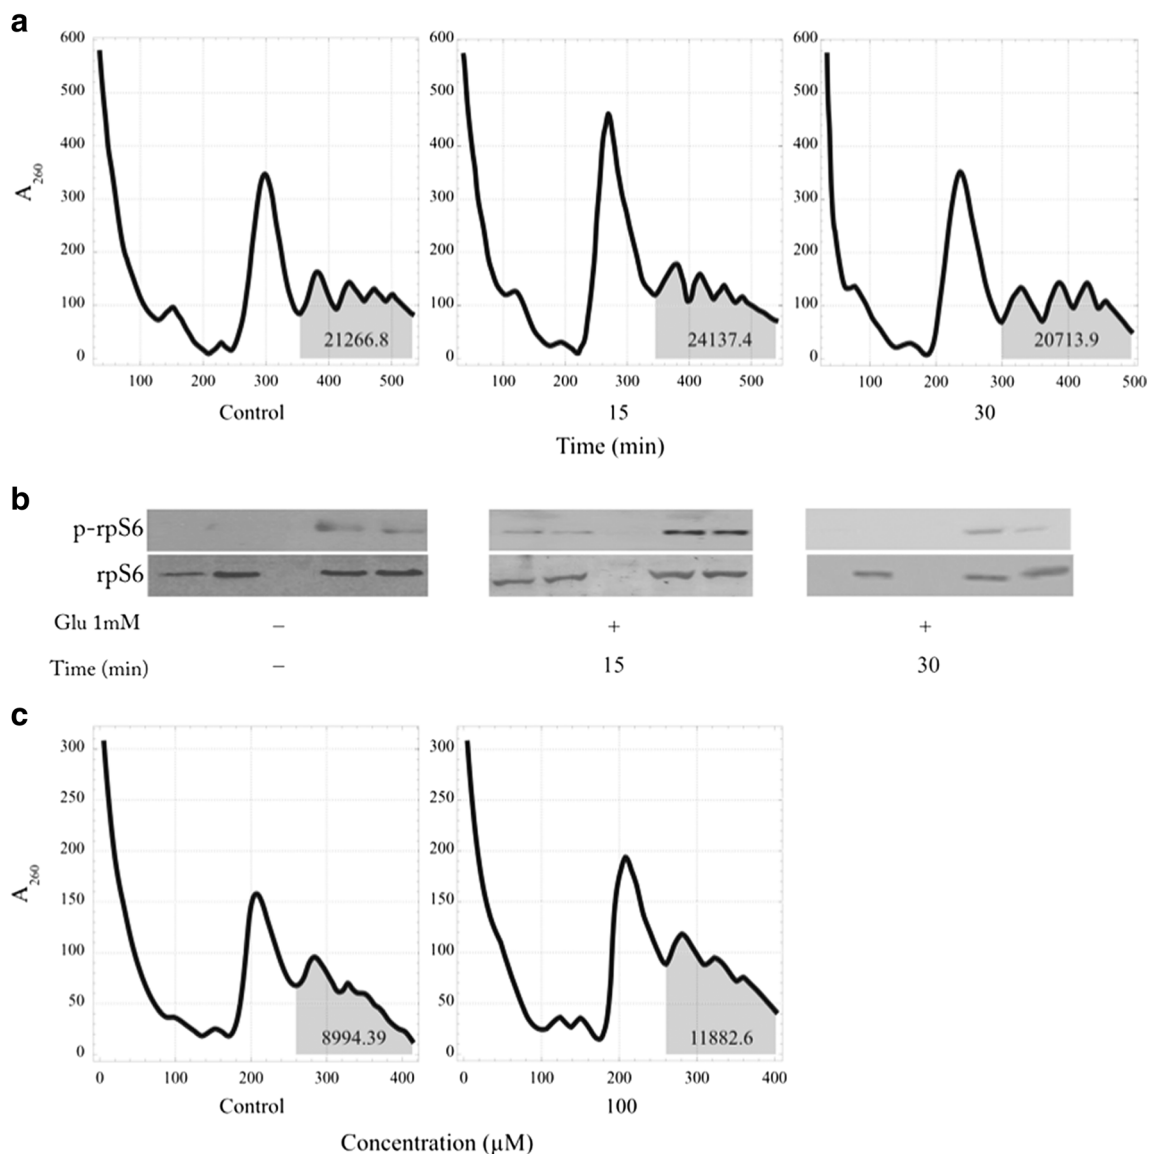 a
600 600 600
500 500 500
400 400 400
A260
300 300 300
200 200 200
100 100 100
21266.8 24137.4 20713.9
0 0 0
100 200 300 400 500 100 200 300 400 500 100 200 300 400 500
Control 15 30
Time (min)
b
p-rpS6
rpS6
Glu 1mM − + +
Time (min) − 15 30
c
300 300
250 250
200 200
A260
150 150
100 100
50 50
8994.39 11882.6
0 0
0 100 200 300 400 0 100 200 300 400
Control 100
Concentration (µM)